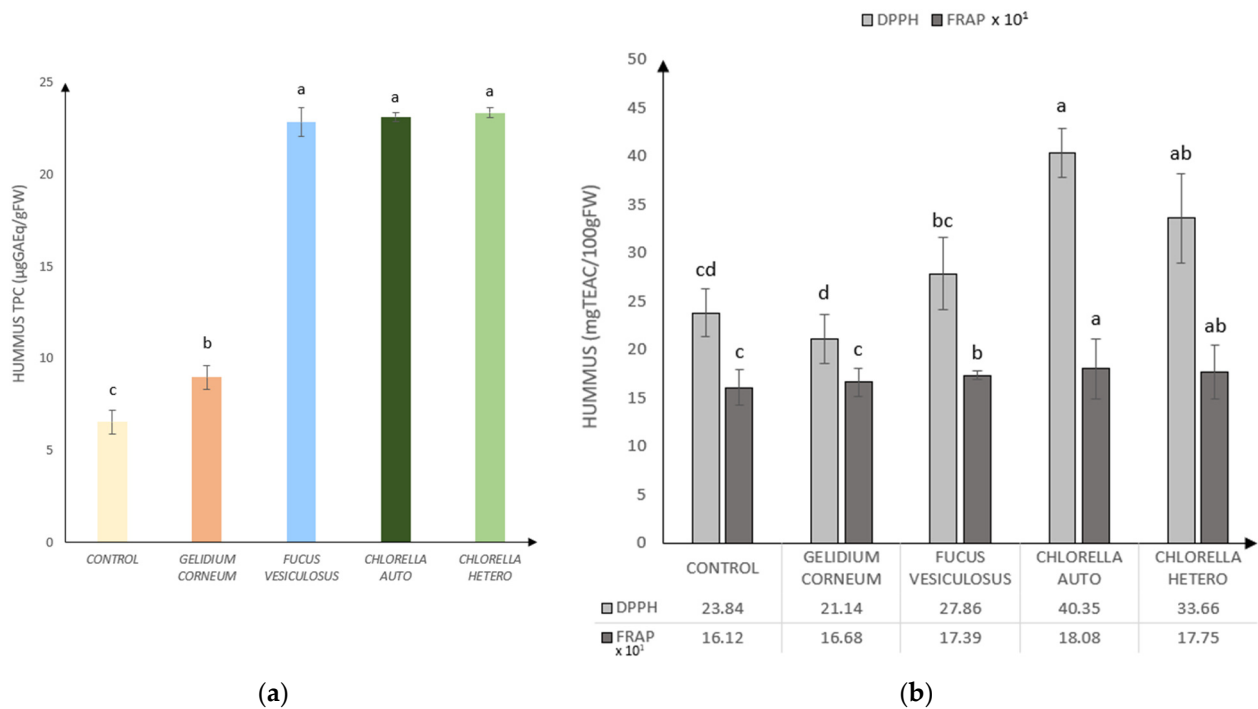 25
20
15
10
5
0
HUMMUS TPC (µgGAEq/gFW)
c
b
a
a
a
CONTROL
GELIDIUM CORNEUM
FUCUS VESICULOSUS
CHLORELLA AUTO
CHLORELLA HETERO
(a)
DPPH FRAP x 10¹
50
45
40
35
30
25
20
15
10
5
0
HUMMUS (mgTEAC/100gFW)
cd
c
d
c
bc
b
a
a
ab
ab
CONTROL
GELIDIUM CORNEUM
FUCUS VESICULOSUS
CHLORELLA AUTO
CHLORELLA HETERO
DPPH 23.84 21.14 27.86 40.35 33.66
FRAP x 10¹ 16.12 16.68 17.39 18.08 17.75
(b)